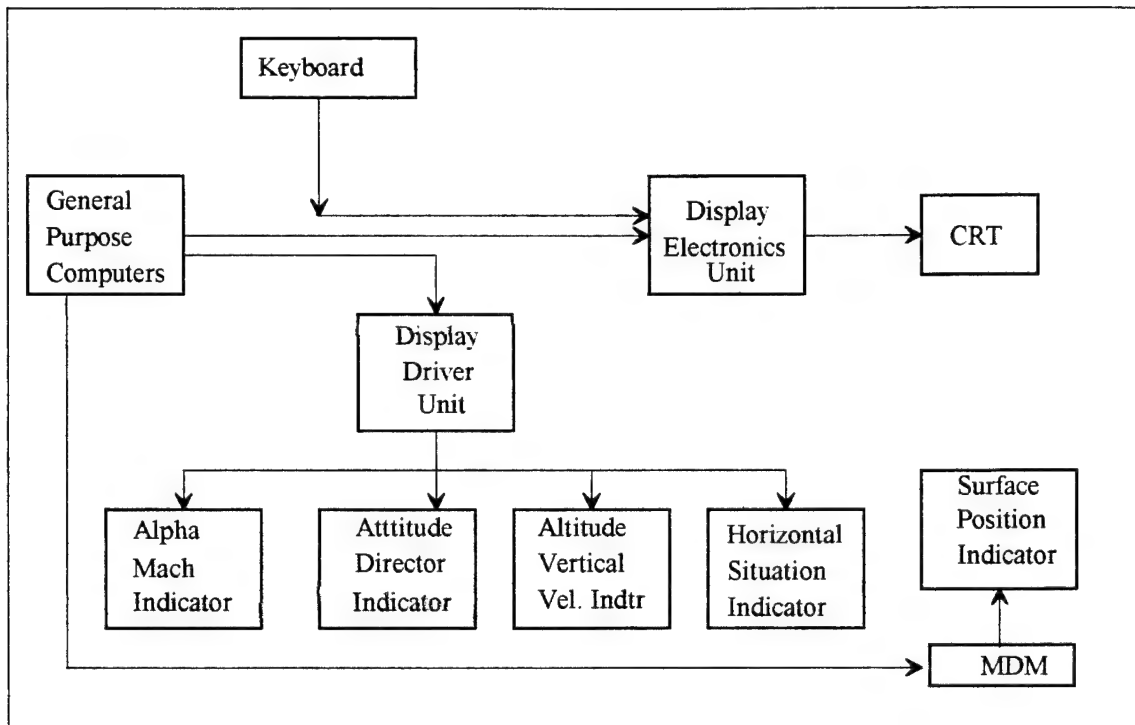 Keyboard
General
Purpose
Computers
Display
Electronics
Unit
CRT
Display
Driver
Unit
Alpha
Mach
Indicator
Atttitude
Director
Indicator
Altitude
Vertical
Vel. Indtr
Horizontal
Situation
Indicator
Surface
Position
Indicator
MDM